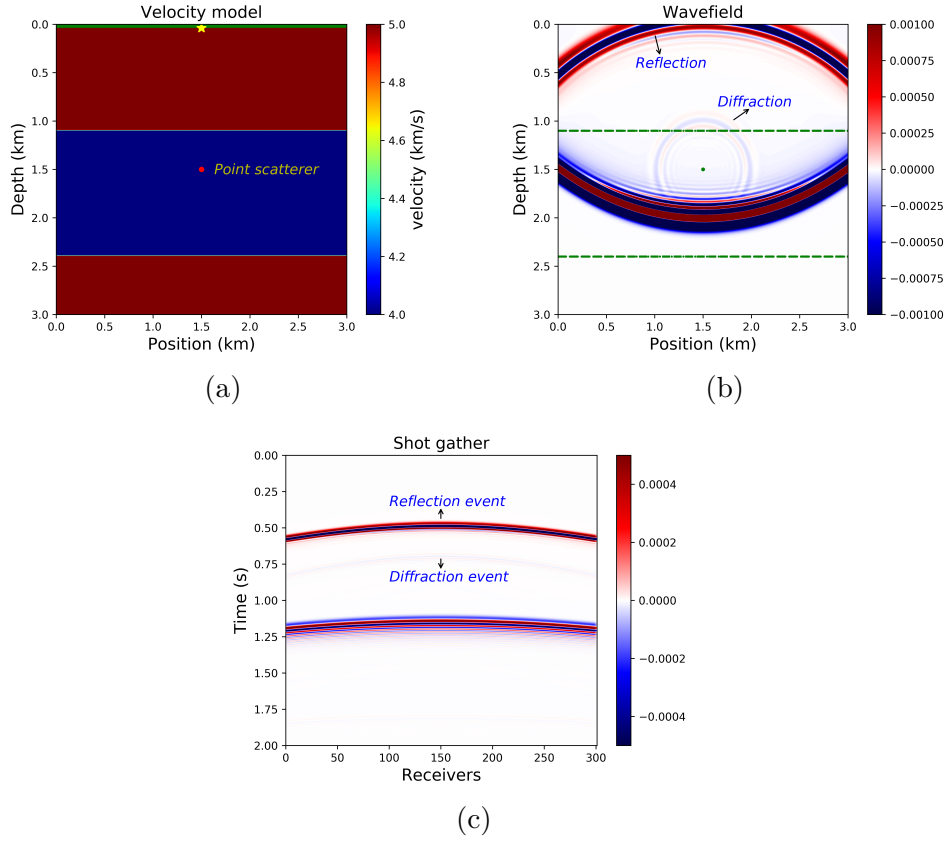 Velocity model
0.0
0.5
1.0
1.5
2.0
2.5
3.0
Depth (km)
Point scatterer
0.0 0.5 1.0 1.5 2.0 2.5 3.0
Position (km)
5.0
4.8
4.6
4.4
4.2
4.0
velocity (km/s)
(a)
Wavefield
0.0
0.5
1.0
1.5
2.0
2.5
3.0
Depth (km)
Reflection
Diffraction
0.0 0.5 1.0 1.5 2.0 2.5 3.0
Position (km)
0.00100
0.00075
0.00050
0.00025
0.00000
−0.00025
−0.00050
−0.00075
−0.00100
(b)
Shot gather
0.00
0.25
0.50
0.75
1.00
1.25
1.50
1.75
2.00
Time (s)
Reflection event
Diffraction event
0 50 100 150 200 250 300
Receivers
0.0004
0.0002
0.0000
−0.0002
−0.0004
(c)